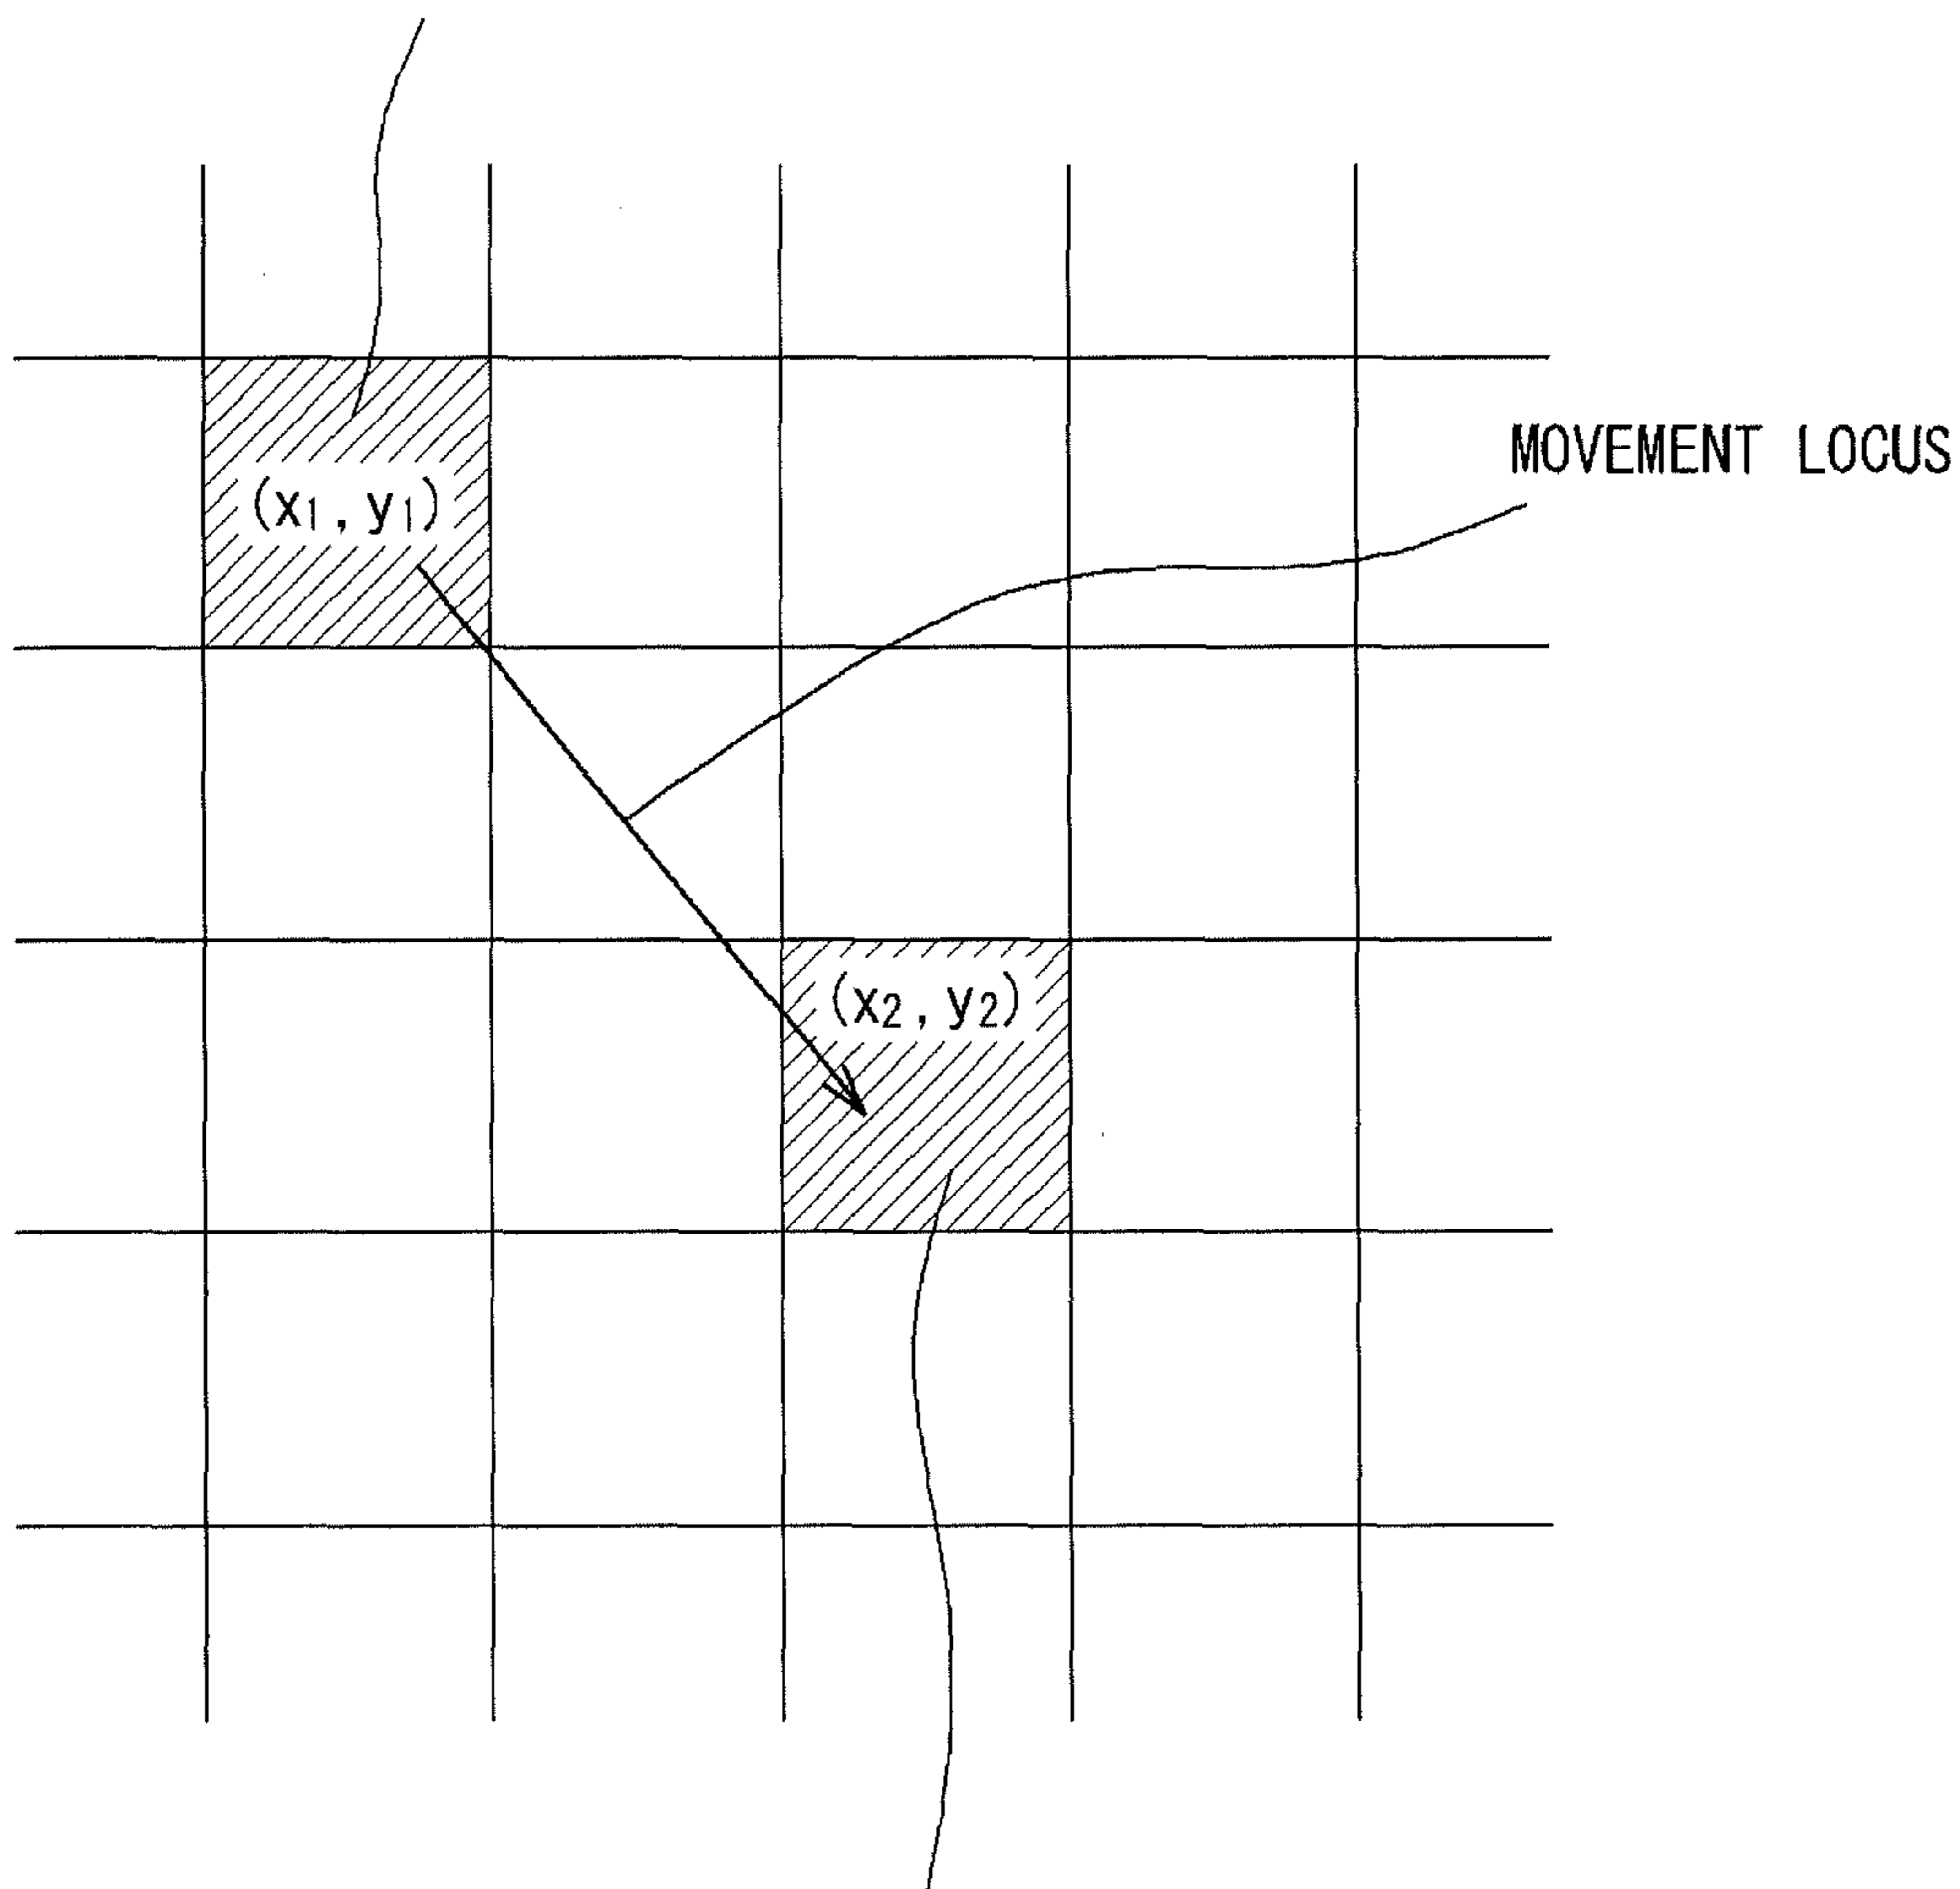 MOVEMENT LOCUS
(x1, y1)
(x2, y2)